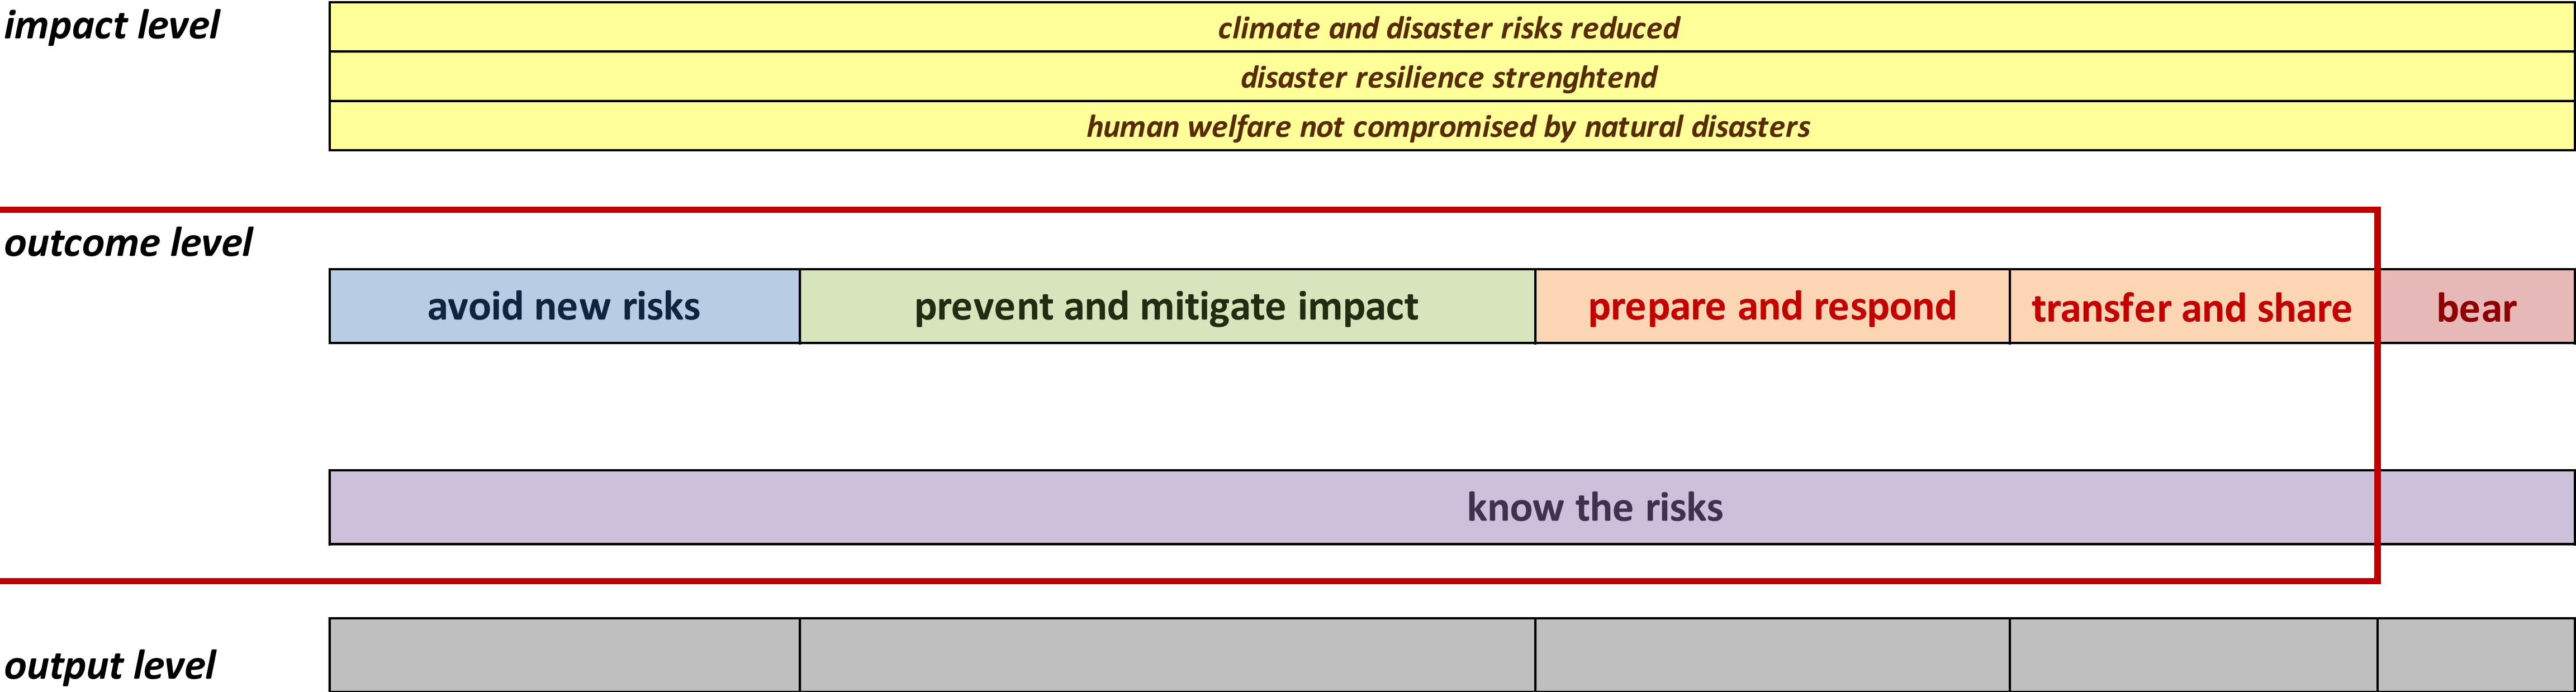 impact level
climate and disaster risks reduced
disaster resilience strenghtend
human welfare not compromised by natural disasters
outcome level
avoid new risks
prevent and mitigate impact
prepare and respond
transfer and share
bear
know the risks
output level